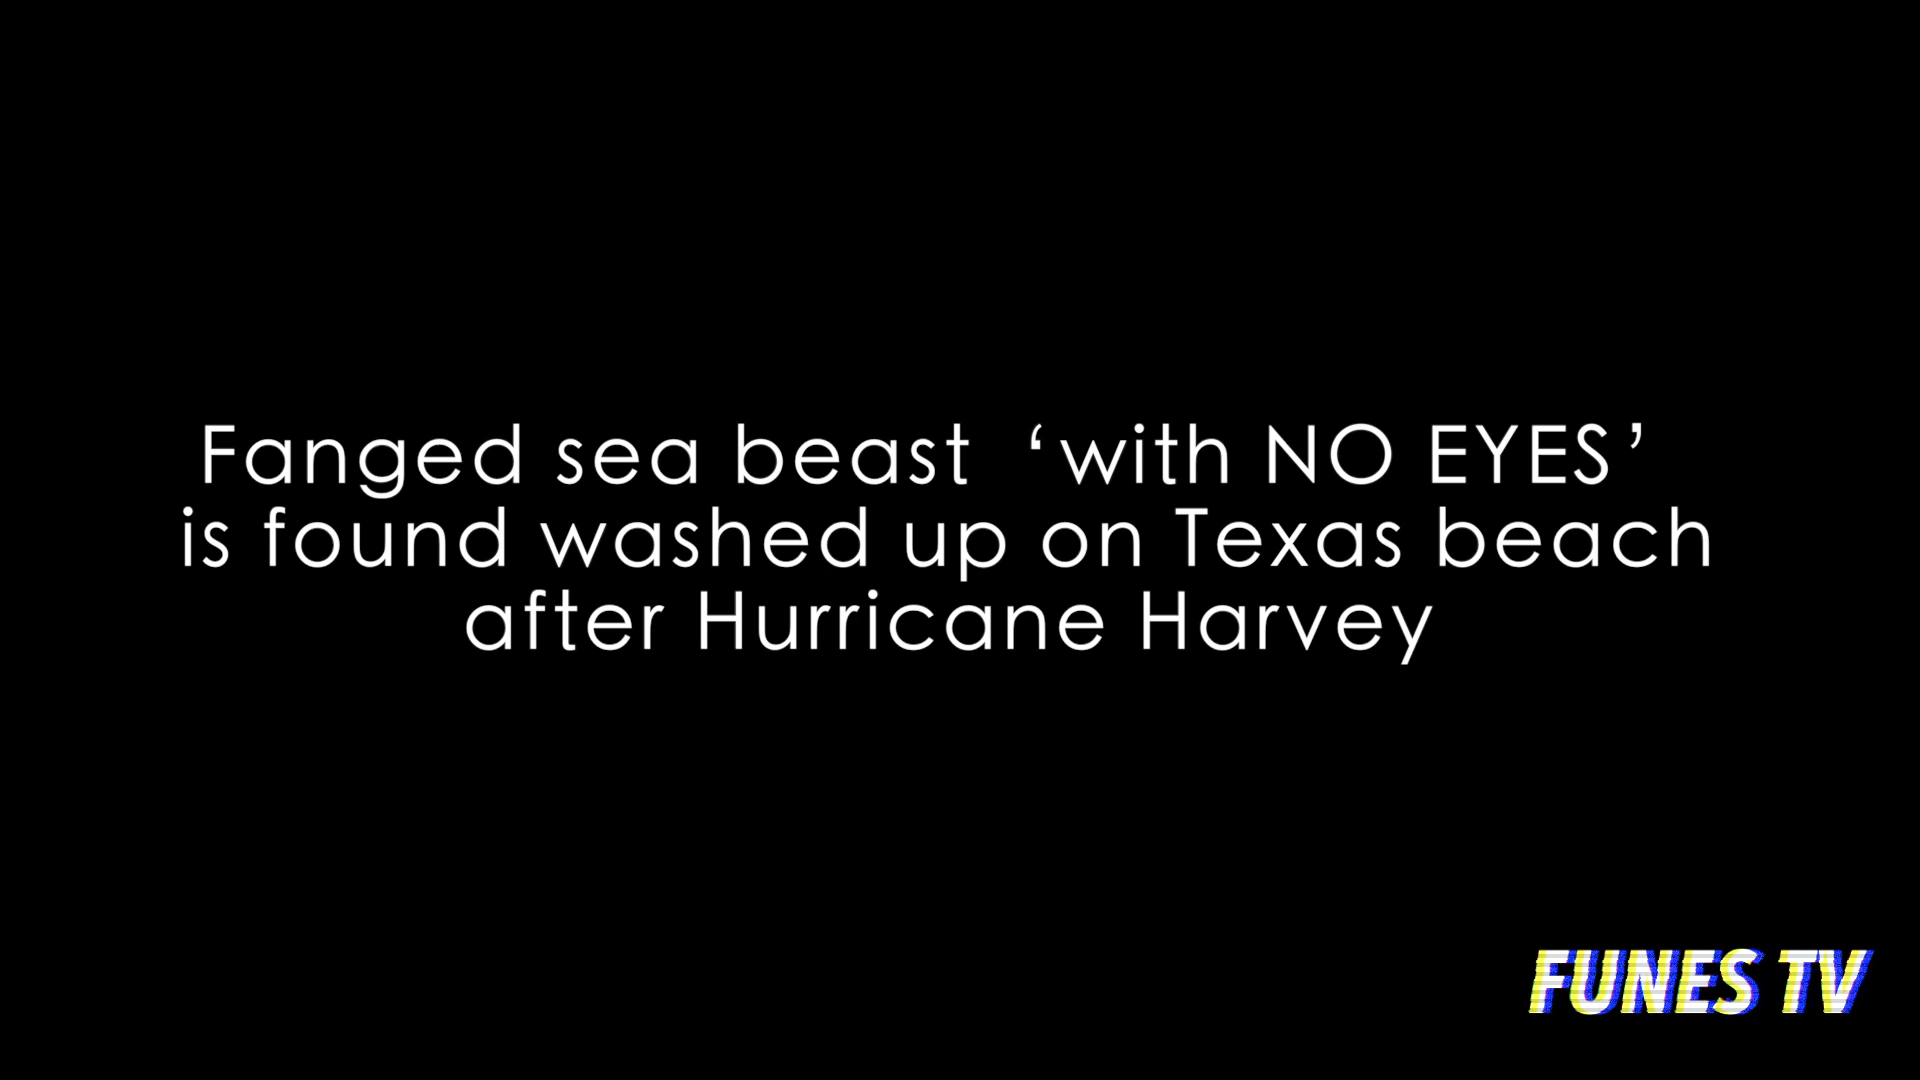 Fanged sea beast ‘with NO EYES’
is found washed up on Texas beach
after Hurricane Harvey
FUNES TV